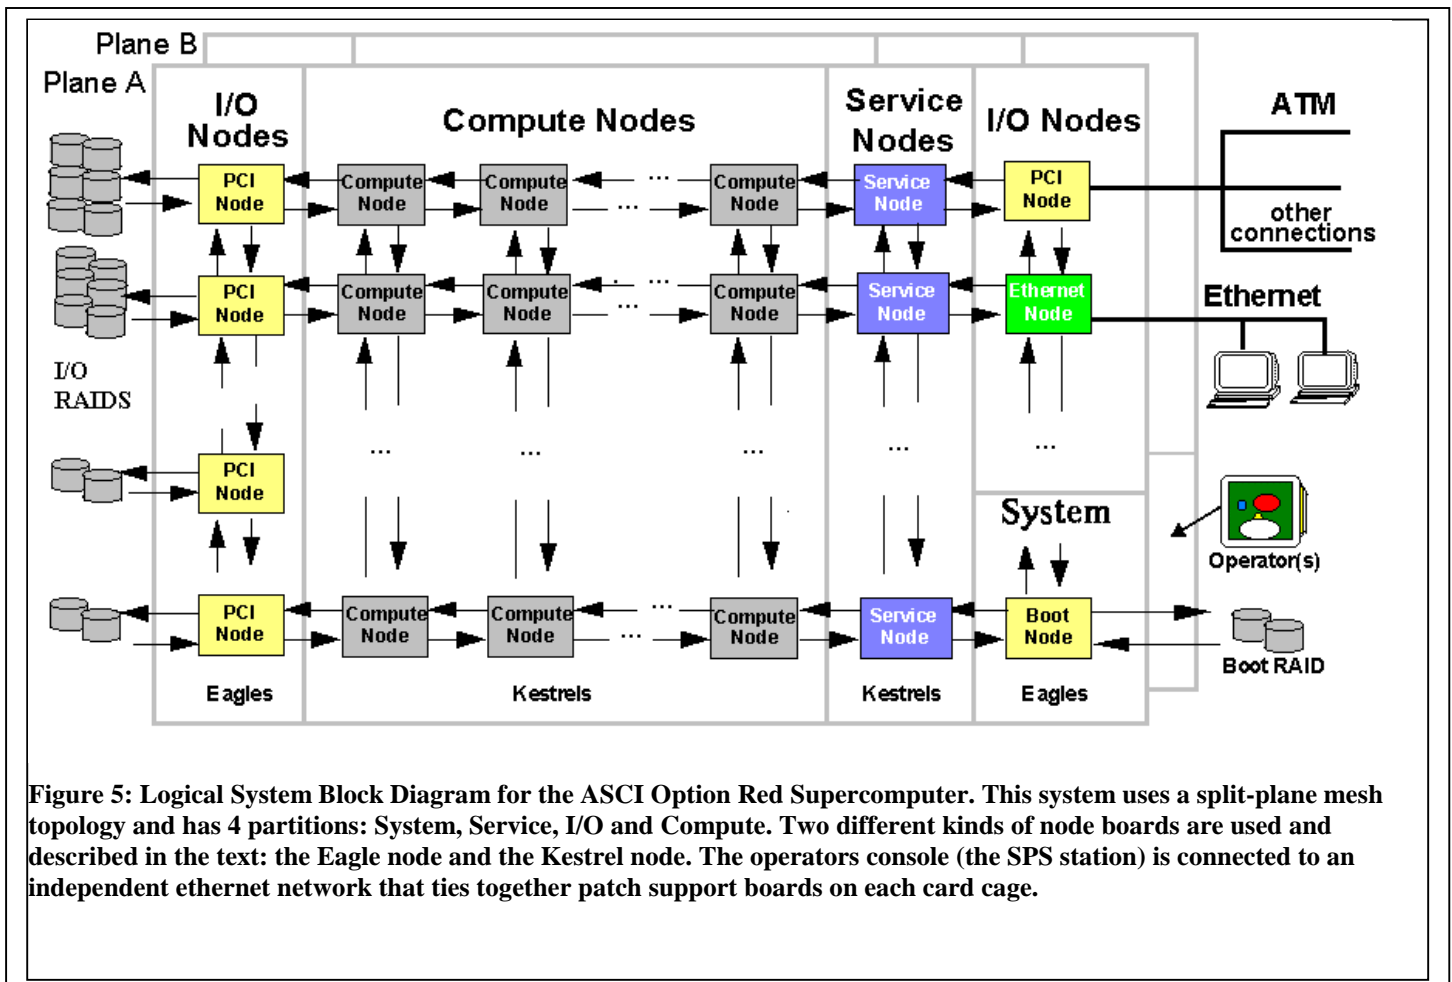 Plane B
Plane A
I/O
Nodes
Compute Nodes
Service
Nodes
I/O Nodes
ATM
PCI
Node
Compute
Node
Compute
Node
...
...
Compute
Node
Service
Node
PCI
Node
other
connections
PCI
Node
Compute
Node
Compute
Node
...
...
Compute
Node
Service
Node
Ethernet
Node
Ethernet
I/O
RAIDS
...
...
...
...
...
PCI
Node
System
Operator(s)
PCI
Node
Compute
Node
Compute
Node
...
...
Compute
Node
Service
Node
Boot
Node
Boot RAID
Eagles
Kestrels
Kestrels
Eagles
Figure 5: Logical System Block Diagram for the ASCI Option Red Supercomputer. This system uses a split-plane mesh
topology and has 4 partitions: System, Service, I/O and Compute. Two different kinds of node boards are used and
described in the text: the Eagle node and the Kestrel node. The operators console (the SPS station) is connected to an
independent ethernet network that ties together patch support boards on each card cage.